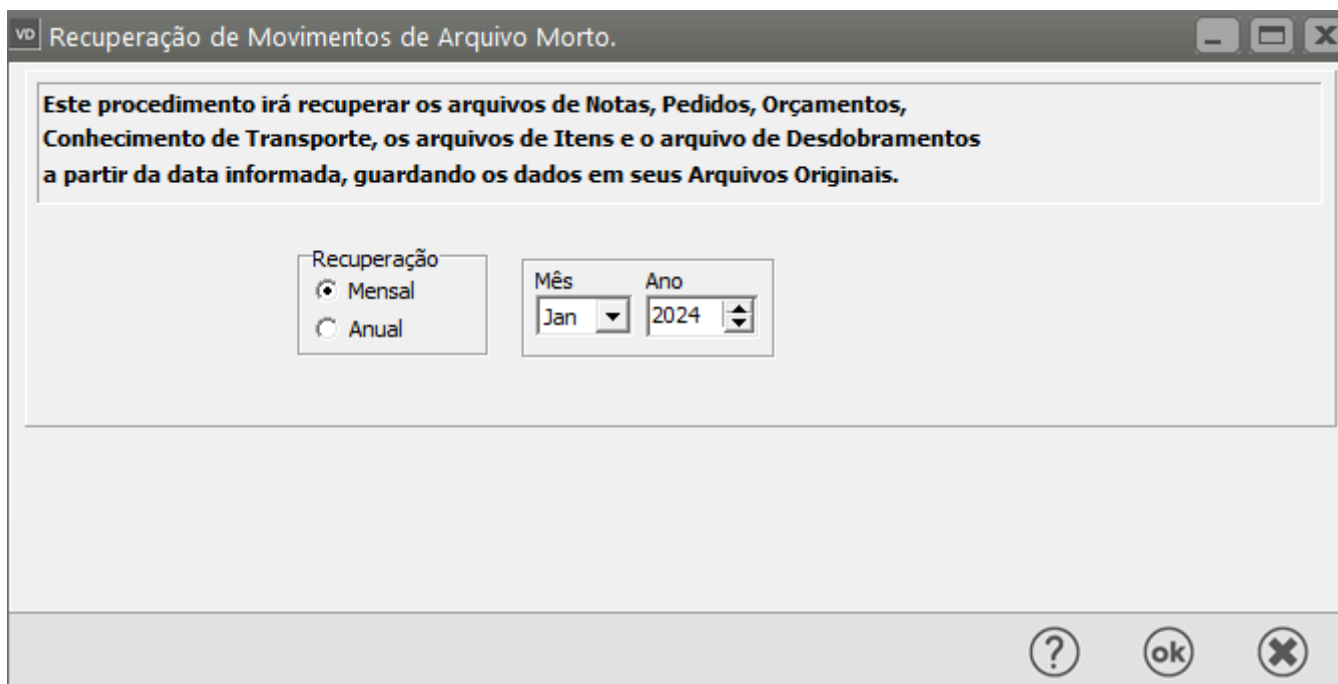 VD Recuperação de Movimentos de Arquivo Morto.
Este procedimento irá recuperar os arquivos de Notas, Pedidos, Orçamentos,
Conhecimento de Transporte, os arquivos de Itens e o arquivo de Desdobramentos
a partir da data informada, guardando os dados em seus Arquivos Originais.
Recuperação
Mensal
Anual
Mês Ano
Jan 2024
? ok